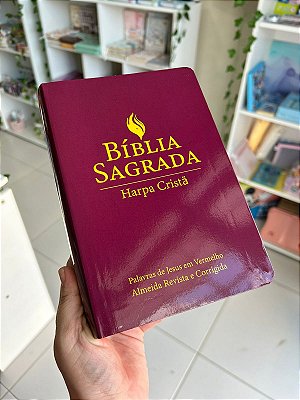 BÍBLIA
SAGRADA
Harpa Cristã
Palavras de Jesus em Vermelho
Almeida Revista e Corrigida